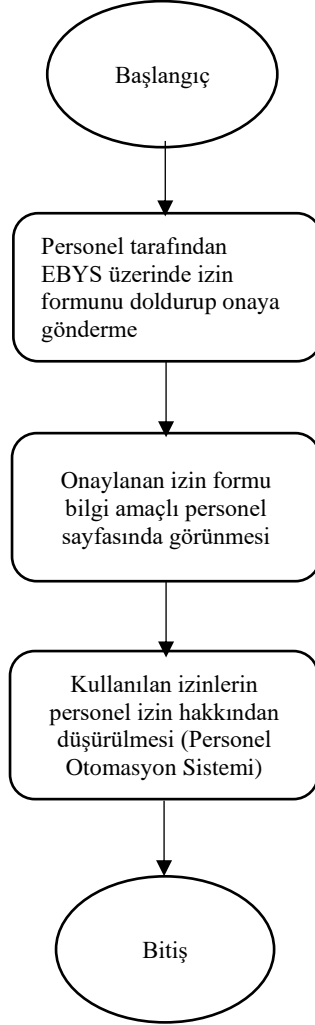 Başlangıç
Personel tarafından
EBYS üzerinde izin
formunu doldurup onaya
gönderme
Onaylanan izin formu
bilgi amaçlı personel
sayfasında görünmesi
Kullanılan izinlerin
personel izin hakkından
düşürülmesi (Personel
Otomasyon Sistemi)
Bitiş